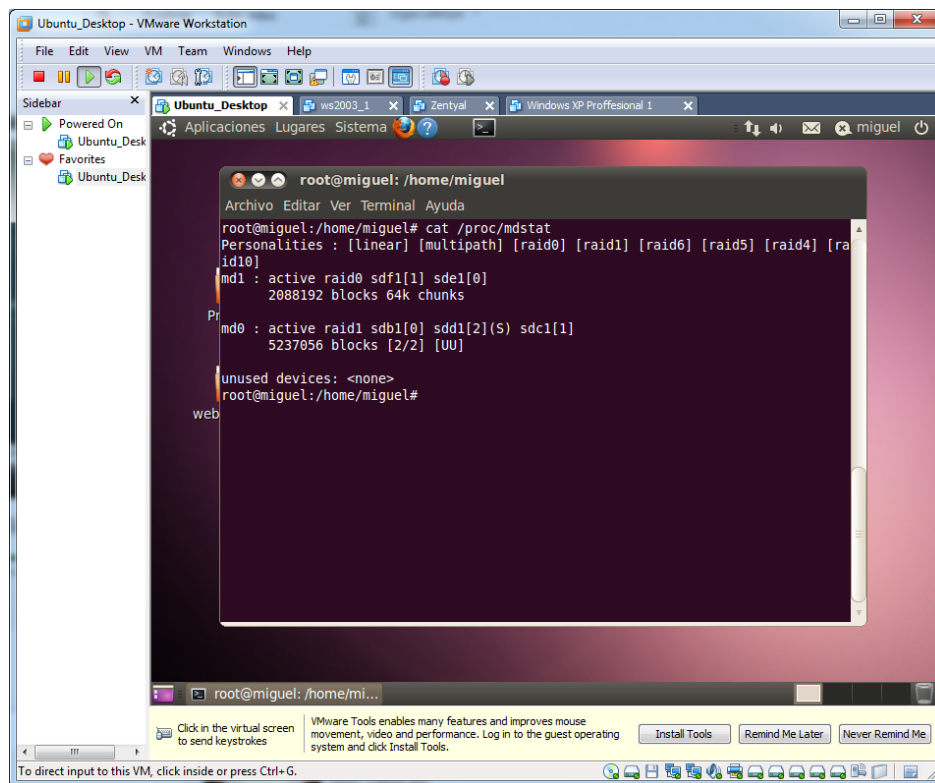 Ubuntu_Desktop - VMware Workstation
File Edit View VM Team Windows Help
Sidebar
Powered On
Ubuntu_Desk
Favorites
Ubuntu_Desk
Ubuntu_Desktop ws2003_1 Zentyal Windows XP Proffesional 1
Aplicaciones Lugares Sistema miguel
root@miguel: /home/miguel
Archivo Editar Ver Terminal Ayuda
root@miguel:/home/miguel# cat /proc/mdstat
Personalities : [linear] [multipath] [raid0] [raid1] [raid6] [raid5] [raid4] [ra
id10]
md1 : active raid0 sdf1[1] sde1[0]
2088192 blocks 64k chunks
Pr
md0 : active raid1 sdb1[0] sdd1[2](S) sdc1[1]
5237056 blocks [2/2] [UU]
unused devices: <none>
root@miguel:/home/miguel#
web
root@miguel: /home/mi...
Click in the virtual screen
to send keystrokes
VMware Tools enables many features and improves mouse
movement, video and performance. Log in to the guest operating
system and click Install Tools.
Install Tools Remind Me Later Never Remind Me
To direct input to this VM, click inside or press Ctrl+G.